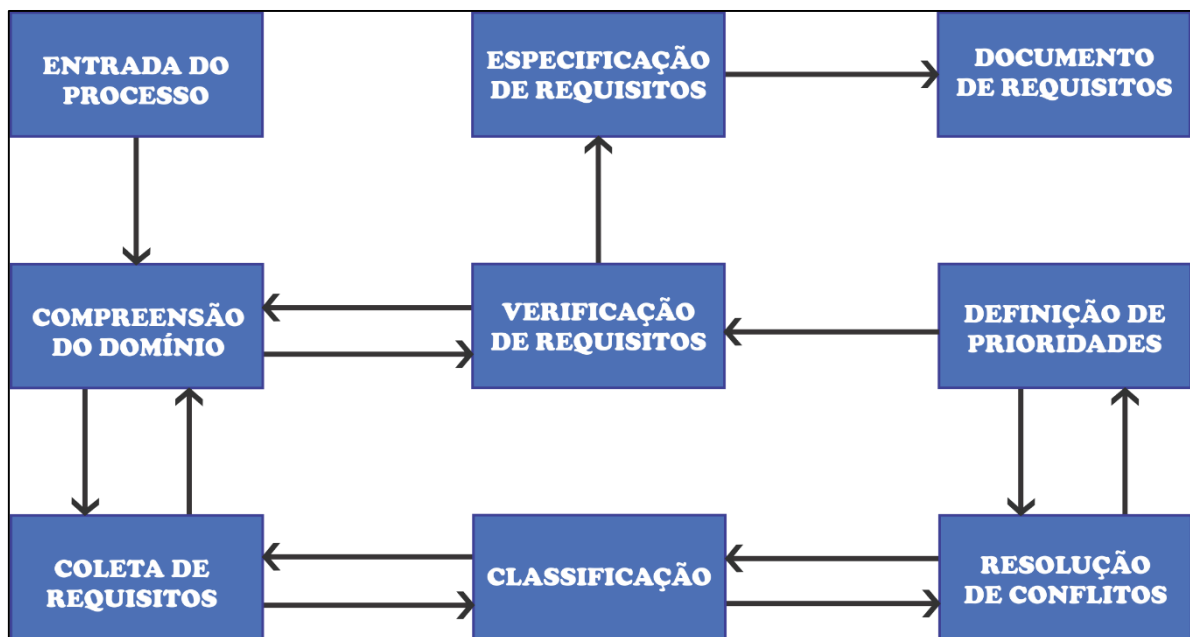 ENTRADA DO
PROCESSO
ESPECIFICAÇÃO
DE REQUISITOS
DOCUMENTO
DE REQUISITOS
COMPREENSÃO
DO DOMÍNIO
VERIFICAÇÃO
DE REQUISITOS
DEFINIÇÃO DE
PRIORIDADES
COLETA DE
REQUISITOS
CLASSIFICAÇÃO
RESOLUÇÃO
DE CONFLITOS